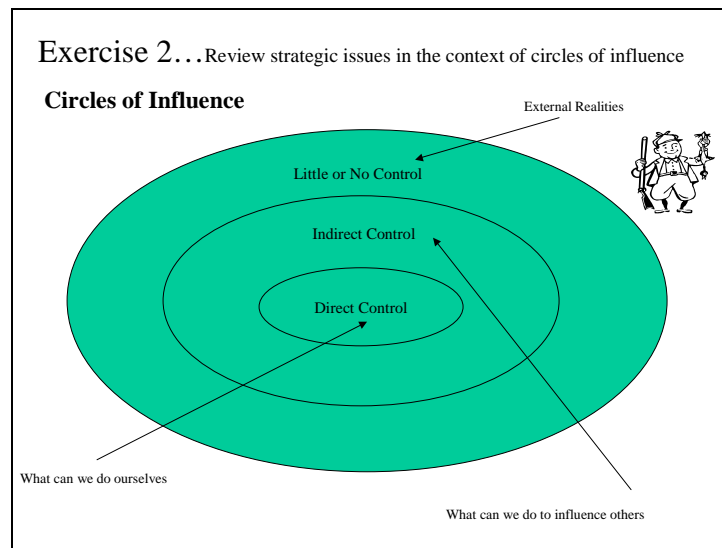 Exercise 2…Review strategic issues in the context of circles of influence
Circles of Influence
External Realities
Little or No Control
Indirect Control
Direct Control
What can we do ourselves
What can we do to influence others